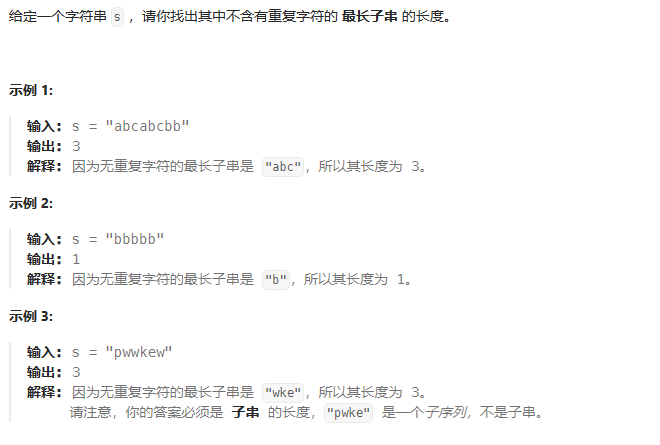 给定一个字符串 s ，请你找出其中不含有重复字符的 最长子串 的长度。
示例 1:
输入: s = "abcabcbb"
输出: 3
解释: 因为无重复字符的最长子串是 "abc"，所以其长度为 3。
示例 2:
输入: s = "bbbbb"
输出: 1
解释: 因为无重复字符的最长子串是 "b"，所以其长度为 1。
示例 3:
输入: s = "pwwkew"
输出: 3
解释: 因为无重复字符的最长子串是 "wke"，所以其长度为 3。
请注意，你的答案必须是 子串 的长度，"pwke" 是一个子序列，不是子串。